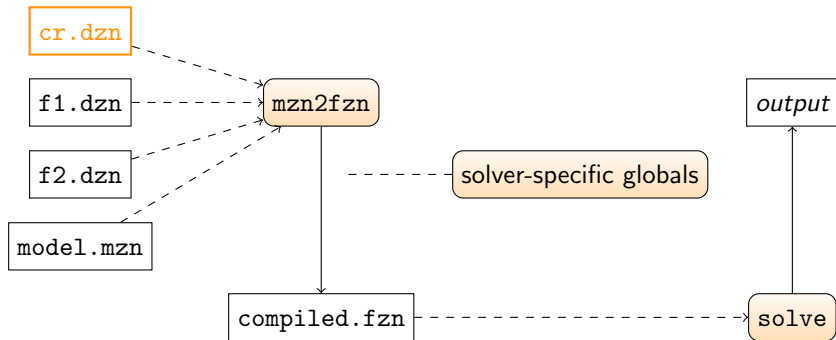 cr.dzn
f1.dzn
mzn2fzn
output
f2.dzn
solver-specific globals
model.mzn
compiled.fzn
solve